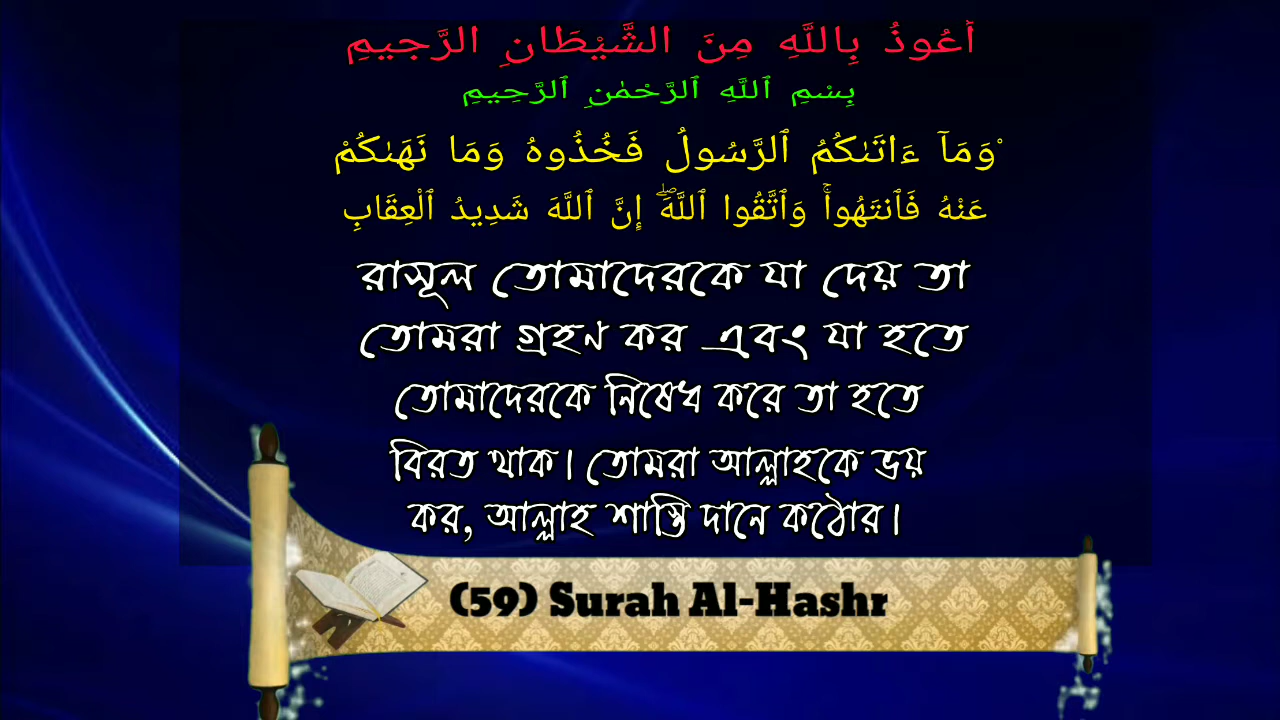 أَعُوذُ بِاللَّهِ مِنَ الشَّيْطَانِ الرَّجِيمِ
بِسْمِ ٱللَّهِ ٱلرَّحْمَٰنِ ٱلرَّحِيمِ
ْوَمَآ ءَاتَىٰكُمُ ٱلرَّسُولُ فَخُذُوهُ وَمَا نَهَىٰكُمْ
عَنْهُ فَٱنتَهُوا۟ۚ وَٱتَّقُوا ٱللَّهَۖ إِنَّ ٱللَّهَ شَدِيدُ ٱلْعِقَابِ
রাসূল তোমাদেরকে যা দেয় তা
তোমরা গ্রহণ কর এবং যা হতে
তোমাদেরকে নিষেধ করে তা হতে
বিরত থাক। তোমরা আল্লাহকে ভয়
কর, আল্লাহ শাস্তি দানে কঠোর।
(59) Surah Al-Hashr